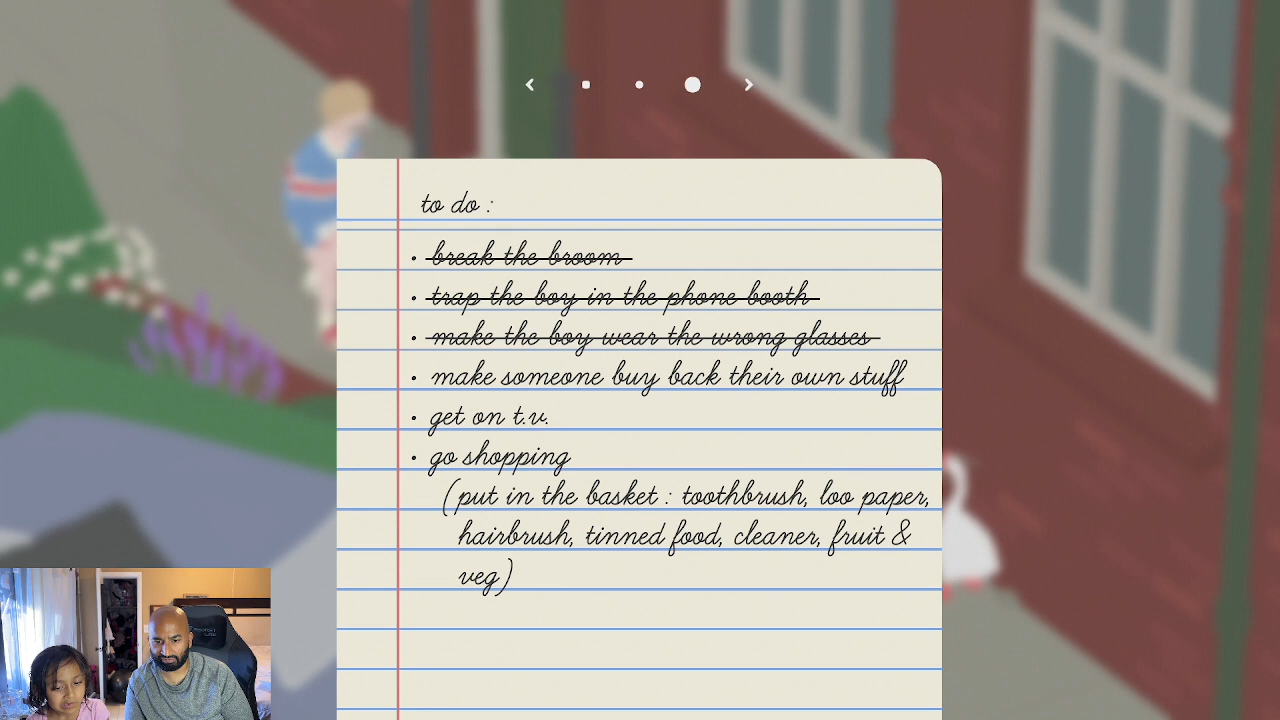 to do :
• break the broom
• trap the boy in the phone booth
• make the boy wear the wrong glasses
• make someone buy back their own stuff
• get on t.v.
• go shopping
(put in the basket : toothbrush, loo paper,
hairbrush, tinned food, cleaner, fruit &
veg)